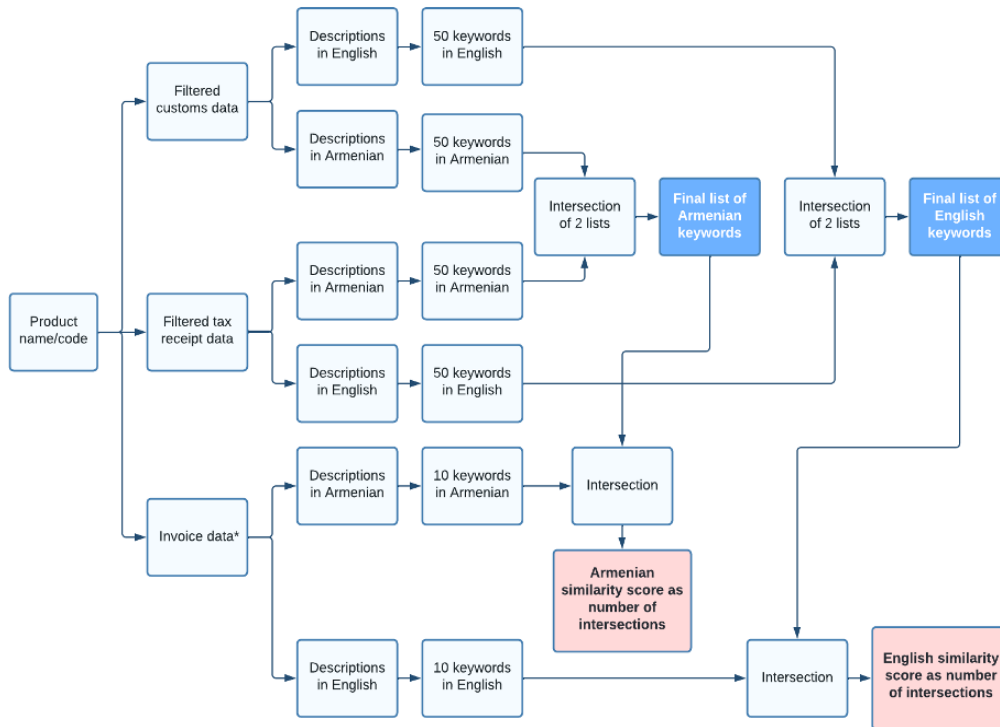 Descriptions
in English
50 keywords
in English
Filtered
customs data
Descriptions
in Armenian
50 keywords
in Armenian
Intersection
of 2 lists
Final list of
Armenian
keywords
Intersection
of 2 lists
Final list of
English
keywords
Descriptions
in Armenian
50 keywords
in Armenian
Product
name/code
Filtered tax
receipt data
Descriptions
in English
50 keywords
in English
Descriptions
in Armenian
10 keywords
in Armenian
Intersection
Invoice data*
Armenian
similarity score as
number of
intersections
Descriptions
in English
10 keywords
in English
Intersection
English similarity
score as number
of intersections